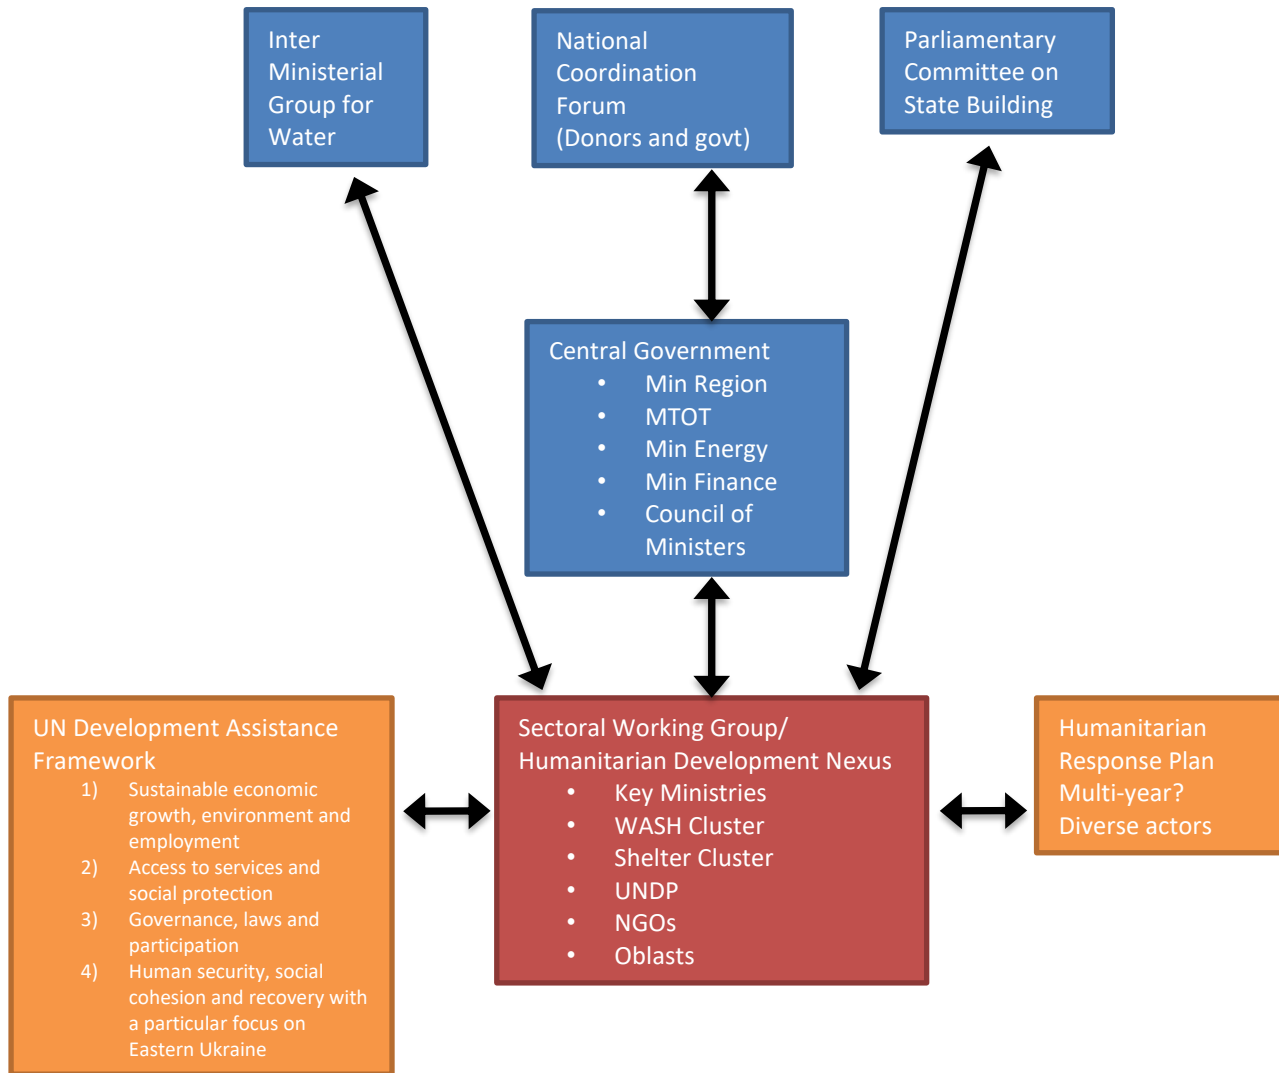 Inter
Ministerial
Group for
Water
National
Coordination
Forum
(Donors and govt)
Parliamentary
Committee on
State Building
Central Government
• Min Region
• MTOT
• Min Energy
• Min Finance
• Council of
Ministers
UN Development Assistance
Framework
1) Sustainable economic
growth, environment and
employment
2) Access to services and
social protection
3) Governance, laws and
participation
4) Human security, social
cohesion and recovery with
a particular focus on
Eastern Ukraine
Sectoral Working Group/
Humanitarian Development Nexus
• Key Ministries
• WASH Cluster
• Shelter Cluster
• UNDP
• NGOs
• Oblasts
Humanitarian
Response Plan
Multi-year?
Diverse actors